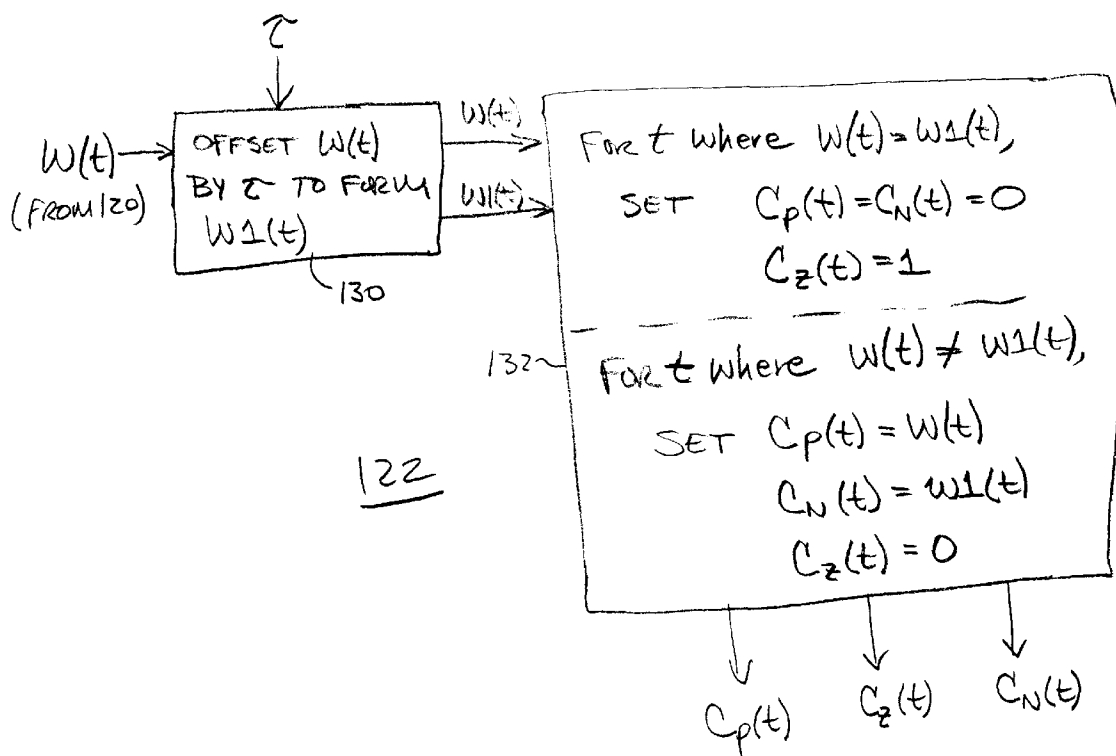 τ
W(t)
(FROM 120)
OFFSET W(t)
BY τ TO FORM
W1(t)
130
W(t)
W1(t)
FOR t where W(t) = W1(t),
SET Cp(t) = CN(t) = 0
Cz(t) = 1
132
FOR t where W(t) ≠ W1(t),
SET Cp(t) = W(t)
CN(t) = W1(t)
Cz(t) = 0
122
Cp(t) Cz(t) CN(t)